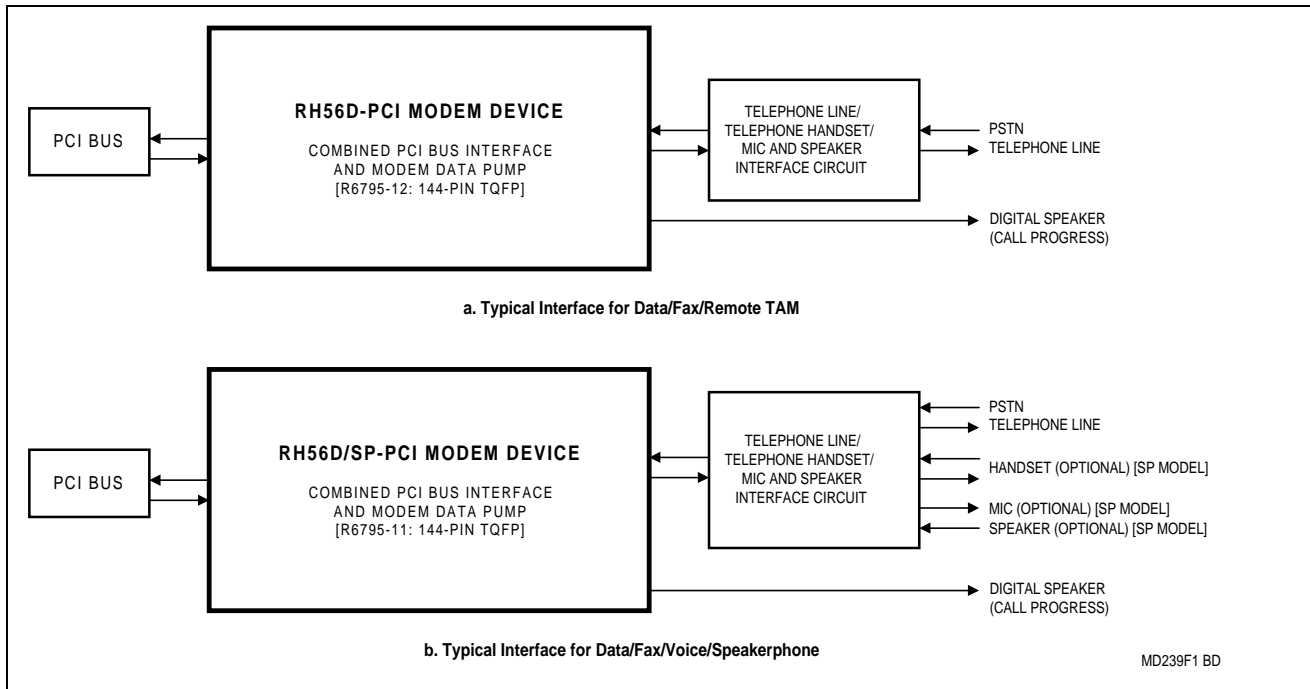 RH56D-PCI MODEM DEVICE
COMBINED PCI BUS INTERFACE
AND MODEM DATA PUMP
[R6795-12: 144-PIN TQFP]
PCI BUS
TELEPHONE LINE/
TELEPHONE HANDSET/
MIC AND SPEAKER
INTERFACE CIRCUIT
PSTN
TELEPHONE LINE
DIGITAL SPEAKER
(CALL PROGRESS)
a. Typical Interface for Data/Fax/Remote TAM
RH56D/SP-PCI MODEM DEVICE
COMBINED PCI BUS INTERFACE
AND MODEM DATA PUMP
[R6795-11: 144-PIN TQFP]
PCI BUS
TELEPHONE LINE/
TELEPHONE HANDSET/
MIC AND SPEAKER
INTERFACE CIRCUIT
PSTN
TELEPHONE LINE
HANDSET (OPTIONAL) [SP MODEL]
MIC (OPTIONAL) [SP MODEL]
SPEAKER (OPTIONAL) [SP MODEL]
DIGITAL SPEAKER
(CALL PROGRESS)
b. Typical Interface for Data/Fax/Voice/Speakerphone
MD239F1 BD